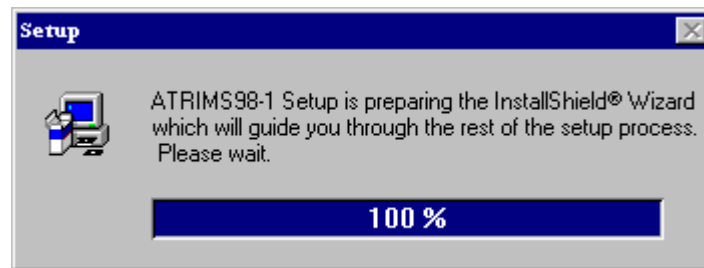 Setup
ATRIMS98-1 Setup is preparing the InstallShield® Wizard
which will guide you through the rest of the setup process.
Please wait.
100 %